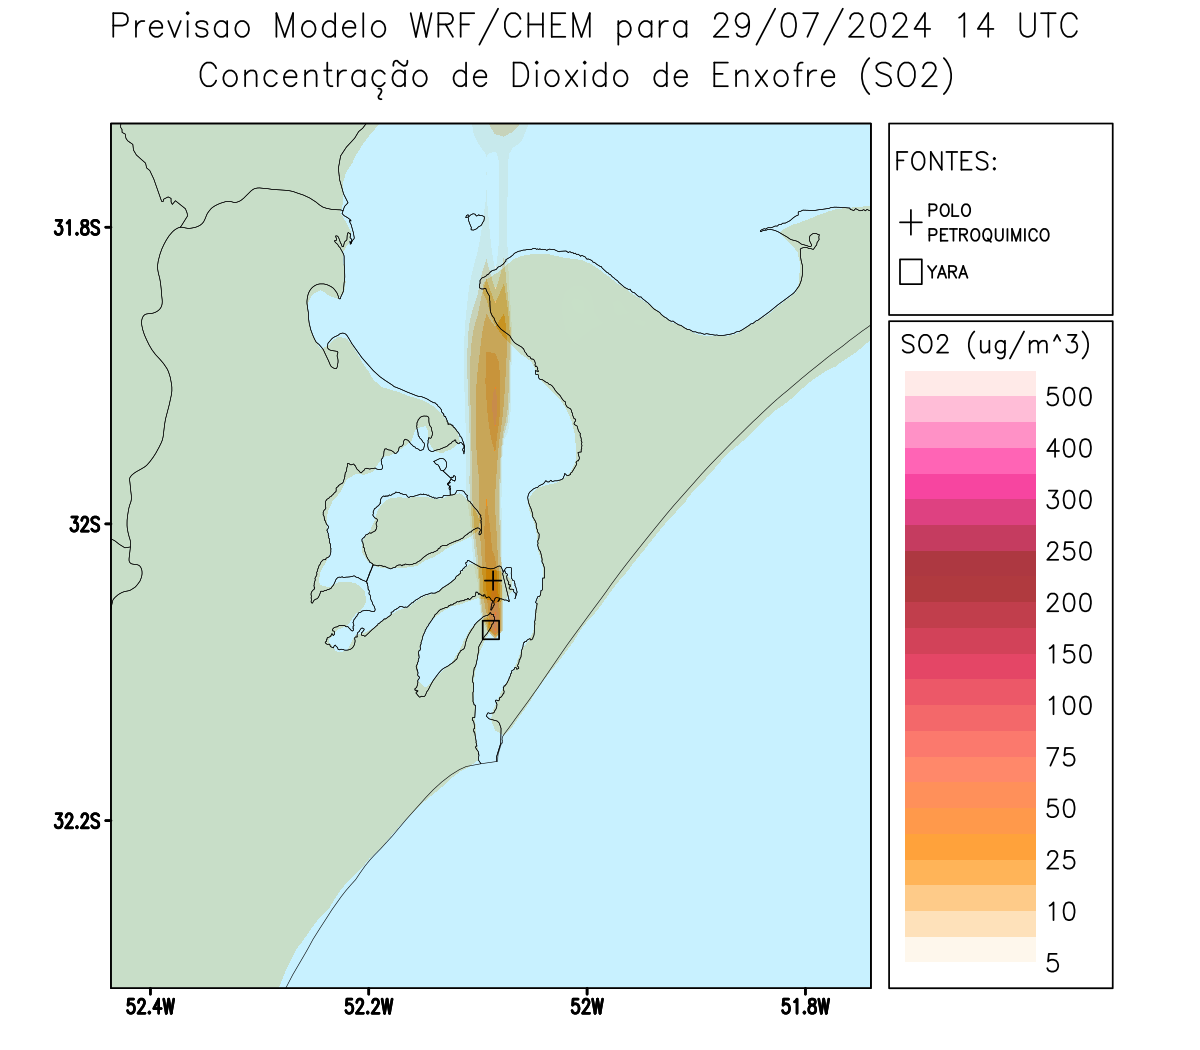 Previsao Modelo WRF/CHEM para 29/07/2024 14 UTC
Concentração de Dioxido de Enxofre (SO2)
FONTES:
POLO
PETROQUIMICO
YARA
SO2 (ug/m^3)
500
400
300
250
200
150
100
75
50
25
10
5
31.8S
32S
32.2S
52.4W
52.2W
52W
51.8W